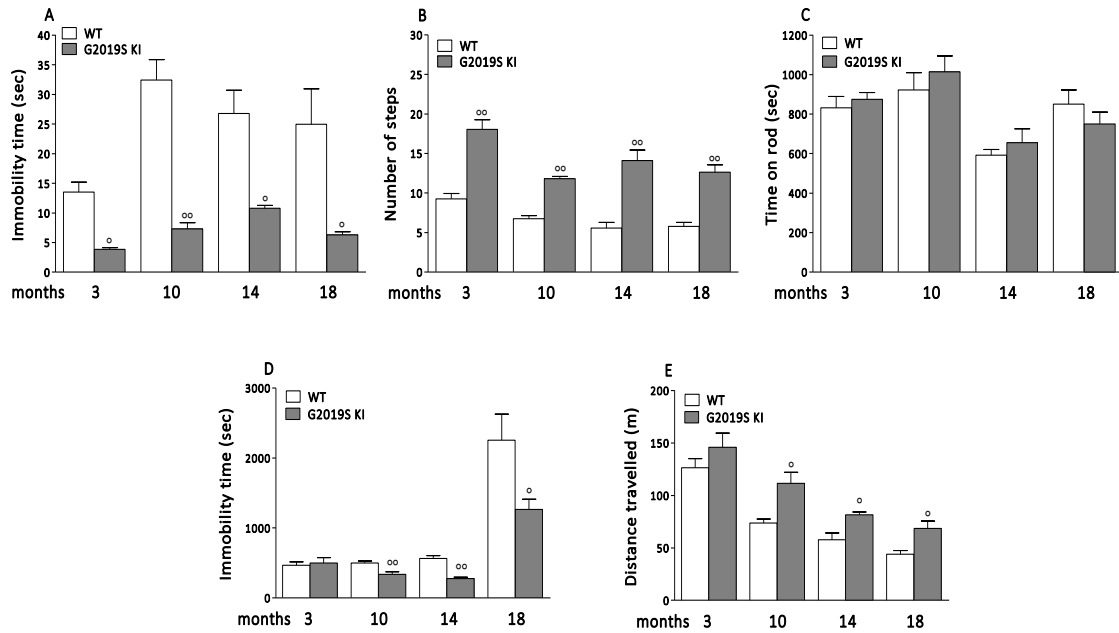 A
WT
G2019S KI
Immobility time (sec)
40
35
30
25
20
15
10
5
0
months 3 10 14 18
°
°°
°
°
B
WT
G2019S KI
Number of steps
30
25
20
15
10
5
0
months 3 10 14 18
°°
°°
°°
°°
C
WT
G2019S KI
Time on rod (sec)
1200
1000
800
600
400
200
0
months 3 10 14 18
D
WT
G2019S KI
Immobility time (sec)
3000
2000
1000
0
months 3 10 14 18
°°
°°
°
E
WT
G2019S KI
Distance travelled (m)
200
150
100
50
0
months 3 10 14 18
°
°
°